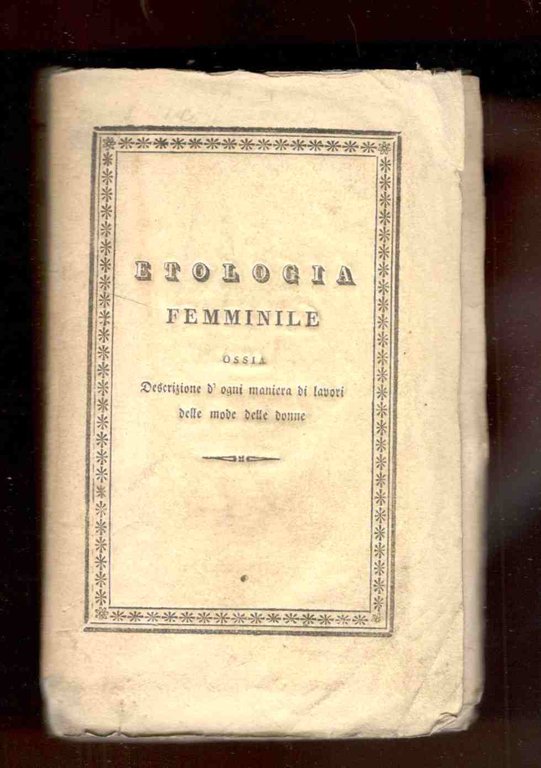 ETOLOGIA
FEMMINILE
OSSIA
Descrizione d' ogni maniera di lavori
delle mode delle donne